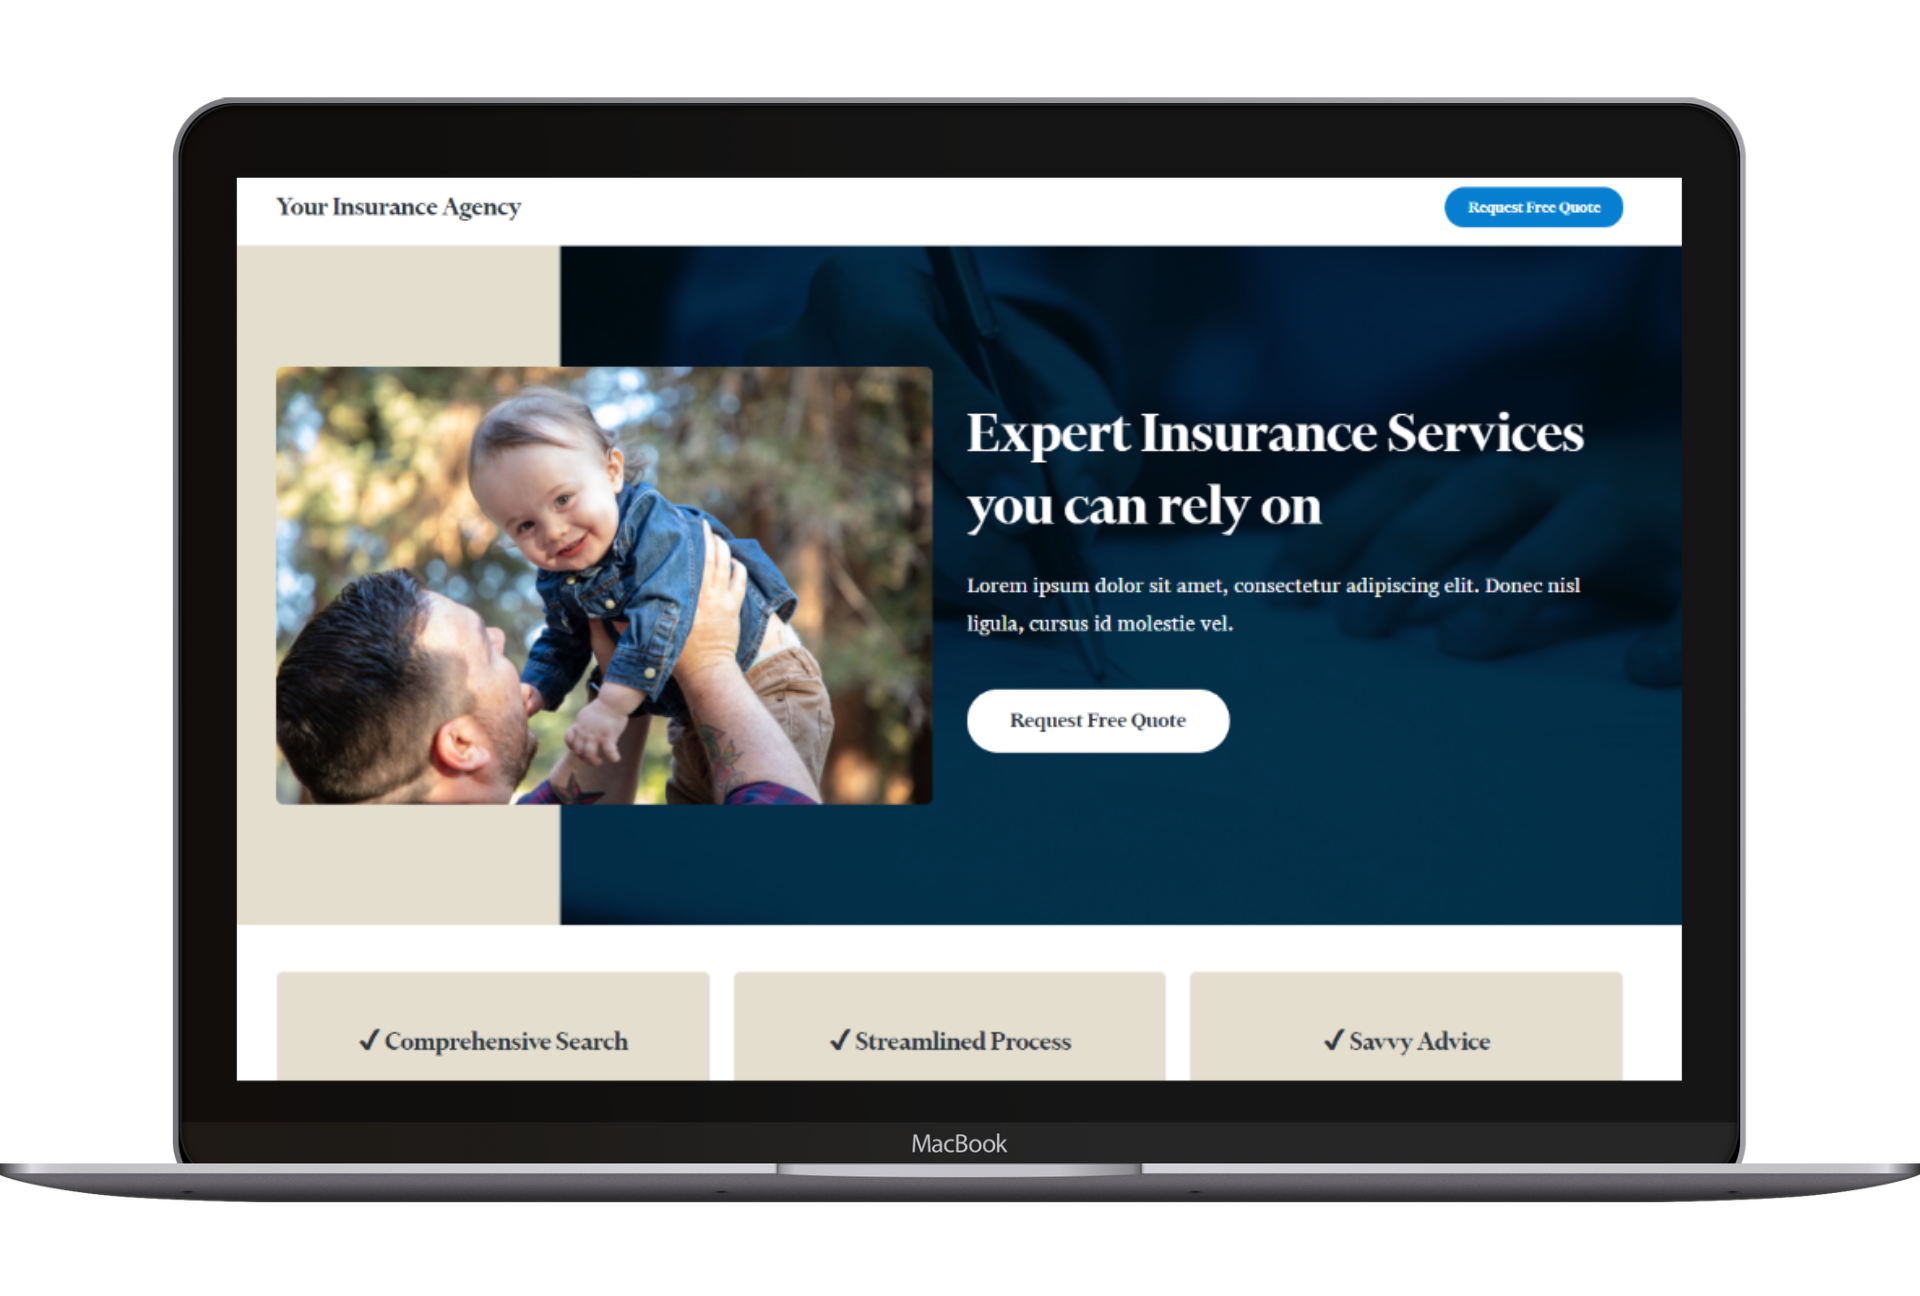 Your Insurance Agency
Request Free Quote
Expert Insurance Services
you can rely on
Lorem ipsum dolor sit amet, consectetur adipiscing elit. Donec nisl
ligula, cursus id molestie vel.
Request Free Quote
✓ Comprehensive Search
✓ Streamlined Process
✓ Savvy Advice
MacBook